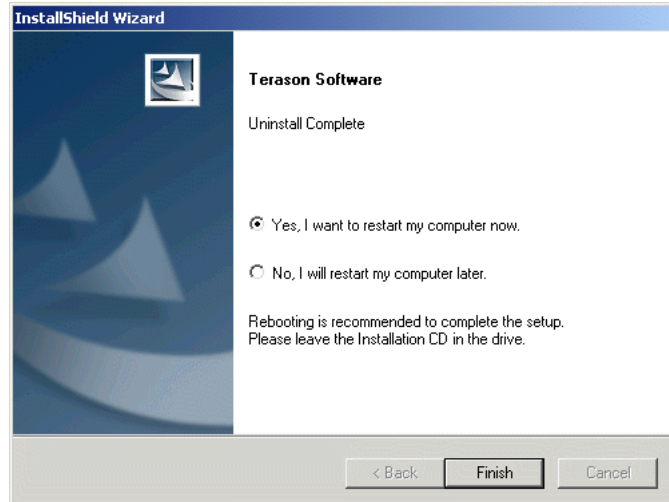 InstallShield Wizard
Terason Software
Uninstall Complete
Yes, I want to restart my computer now.
No, I will restart my computer later.
Rebooting is recommended to complete the setup.
Please leave the Installation CD in the drive.
< Back Finish Cancel